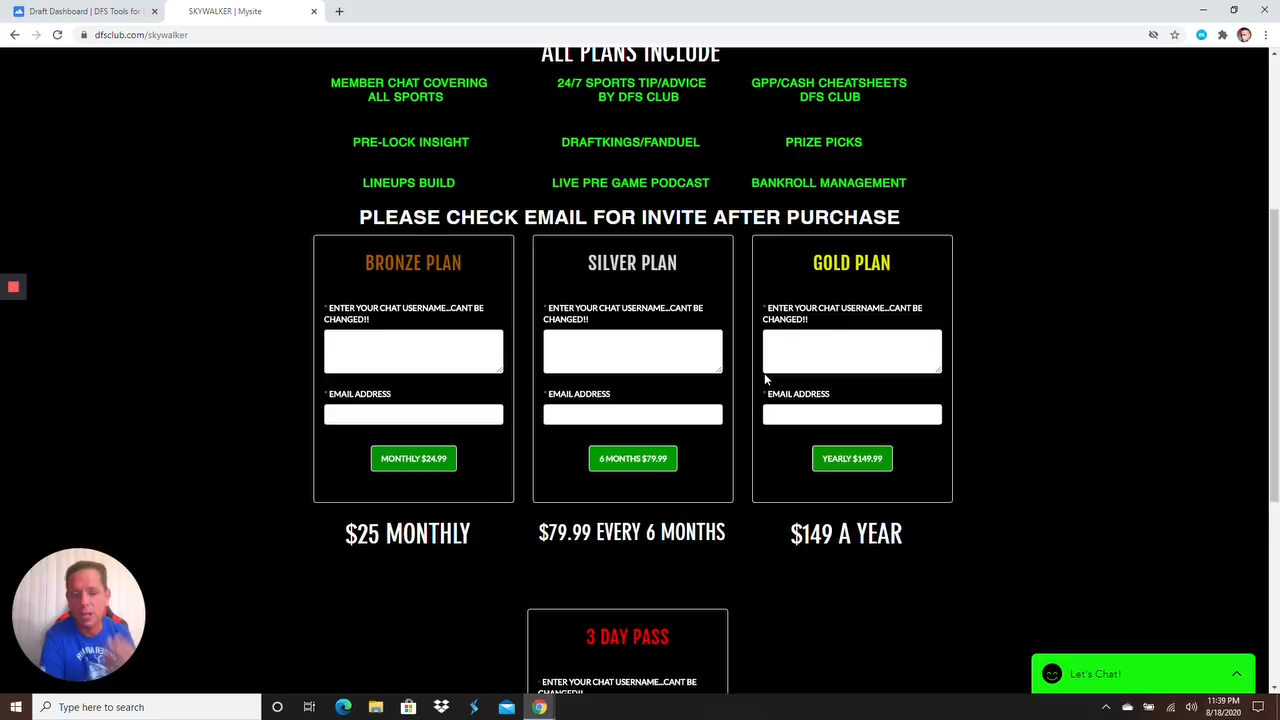 Draft Dashboard | DFS Tools for
SKYWALKER | Mysite
dfsclub.com/skywalker
ALL PLANS INCLUDE
MEMBER CHAT COVERING
ALL SPORTS
24/7 SPORTS TIP/ADVICE
BY DFS CLUB
GPP/CASH CHEATSHEETS
DFS CLUB
PRE-LOCK INSIGHT
DRAFTKINGS/FANDUEL
PRIZE PICKS
LINEUPS BUILD
LIVE PRE GAME PODCAST
BANKROLL MANAGEMENT
PLEASE CHECK EMAIL FOR INVITE AFTER PURCHASE
BRONZE PLAN
* ENTER YOUR CHAT USERNAME...CANT BE
CHANGED!!
* EMAIL ADDRESS
MONTHLY $24.99
$25 MONTHLY
SILVER PLAN
* ENTER YOUR CHAT USERNAME...CANT BE
CHANGED!!
* EMAIL ADDRESS
6 MONTHS $79.99
$79.99 EVERY 6 MONTHS
GOLD PLAN
* ENTER YOUR CHAT USERNAME...CANT BE
CHANGED!!
* EMAIL ADDRESS
YEARLY $149.99
$149 A YEAR
3 DAY PASS
* ENTER YOUR CHAT USERNAME...CANT BE
CHANGED!!
Let's Chat!
Type here to search
11:39 PM
8/18/2020